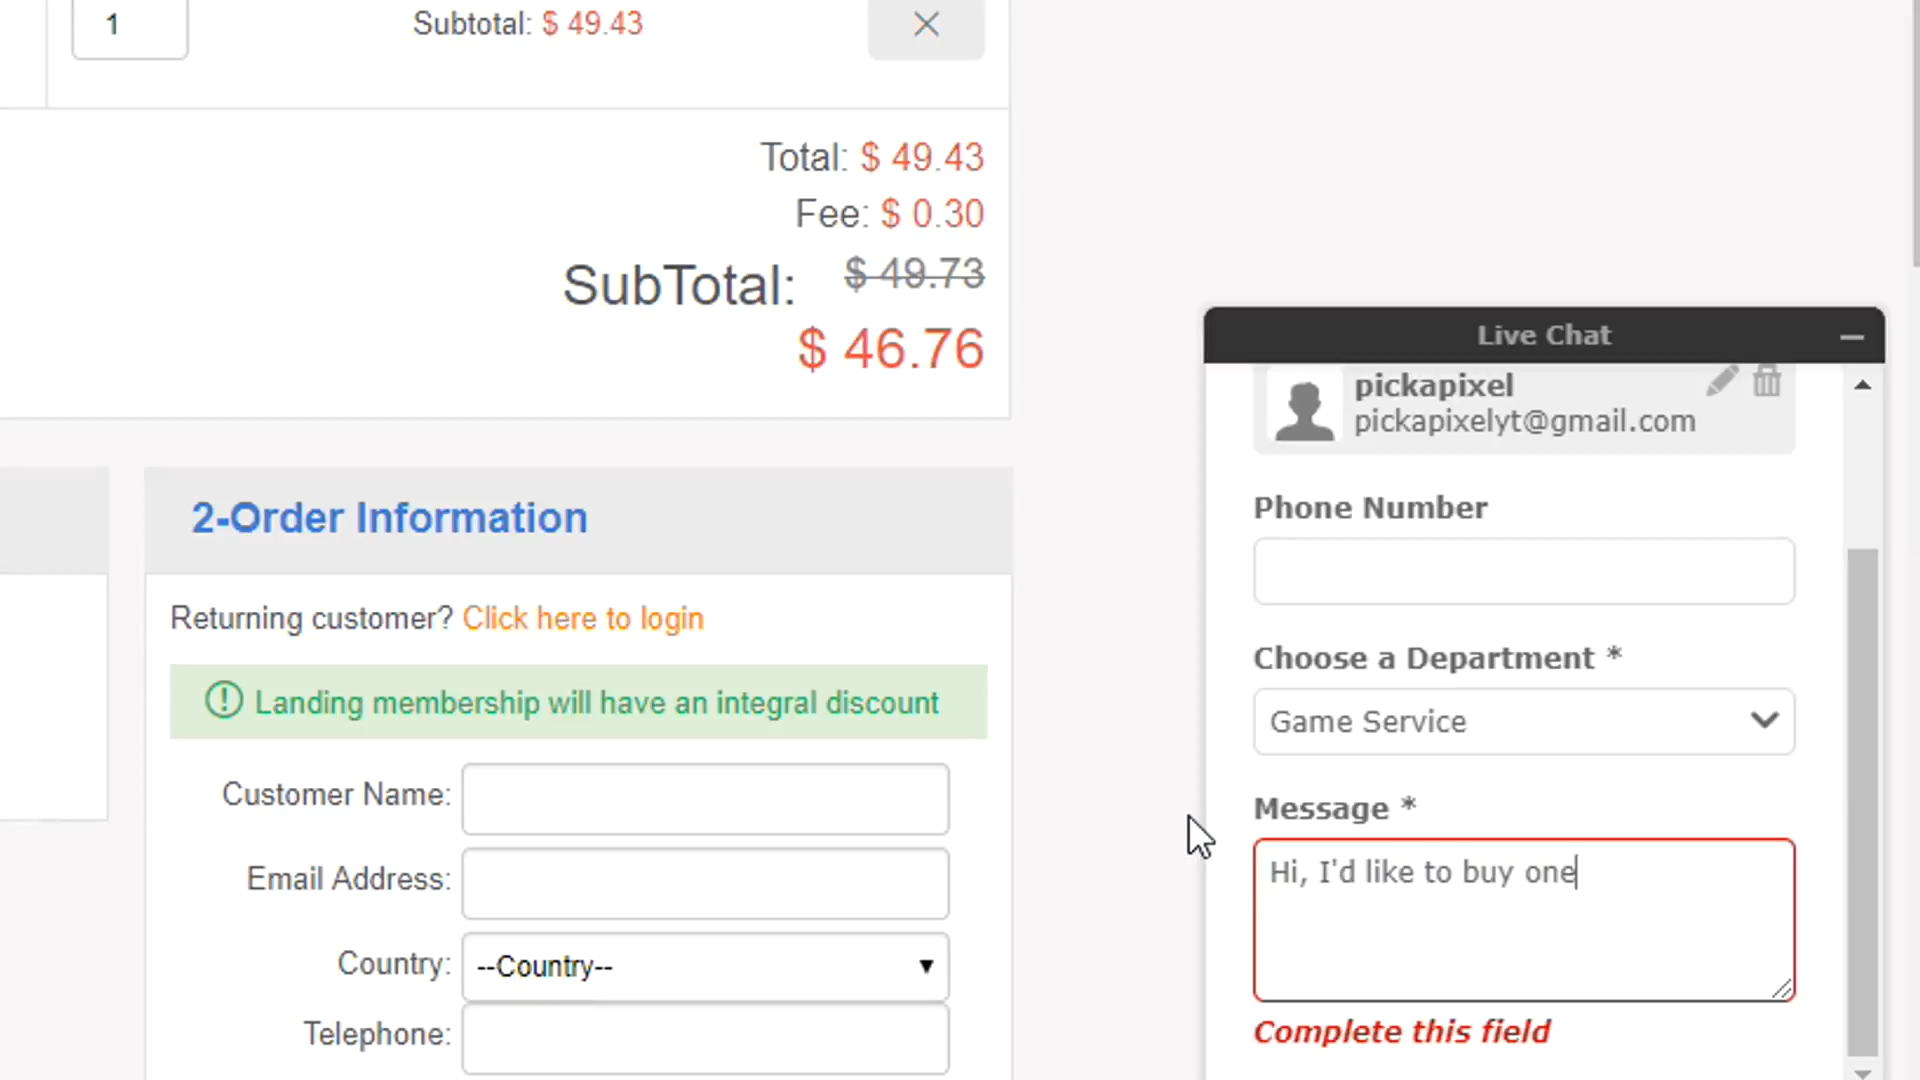 1
Subtotal: $ 49.43
Total: $ 49.43
Fee: $ 0.30
SubTotal: $ 49.73
$ 46.76
2-Order Information
Returning customer? Click here to login
Landing membership will have an integral discount
Customer Name:
Email Address:
Country: --Country--
Telephone:
Live Chat
pickapixel
pickapixelyt@gmail.com
Phone Number
Choose a Department *
Game Service
Message *
Hi, I'd like to buy one
Complete this field